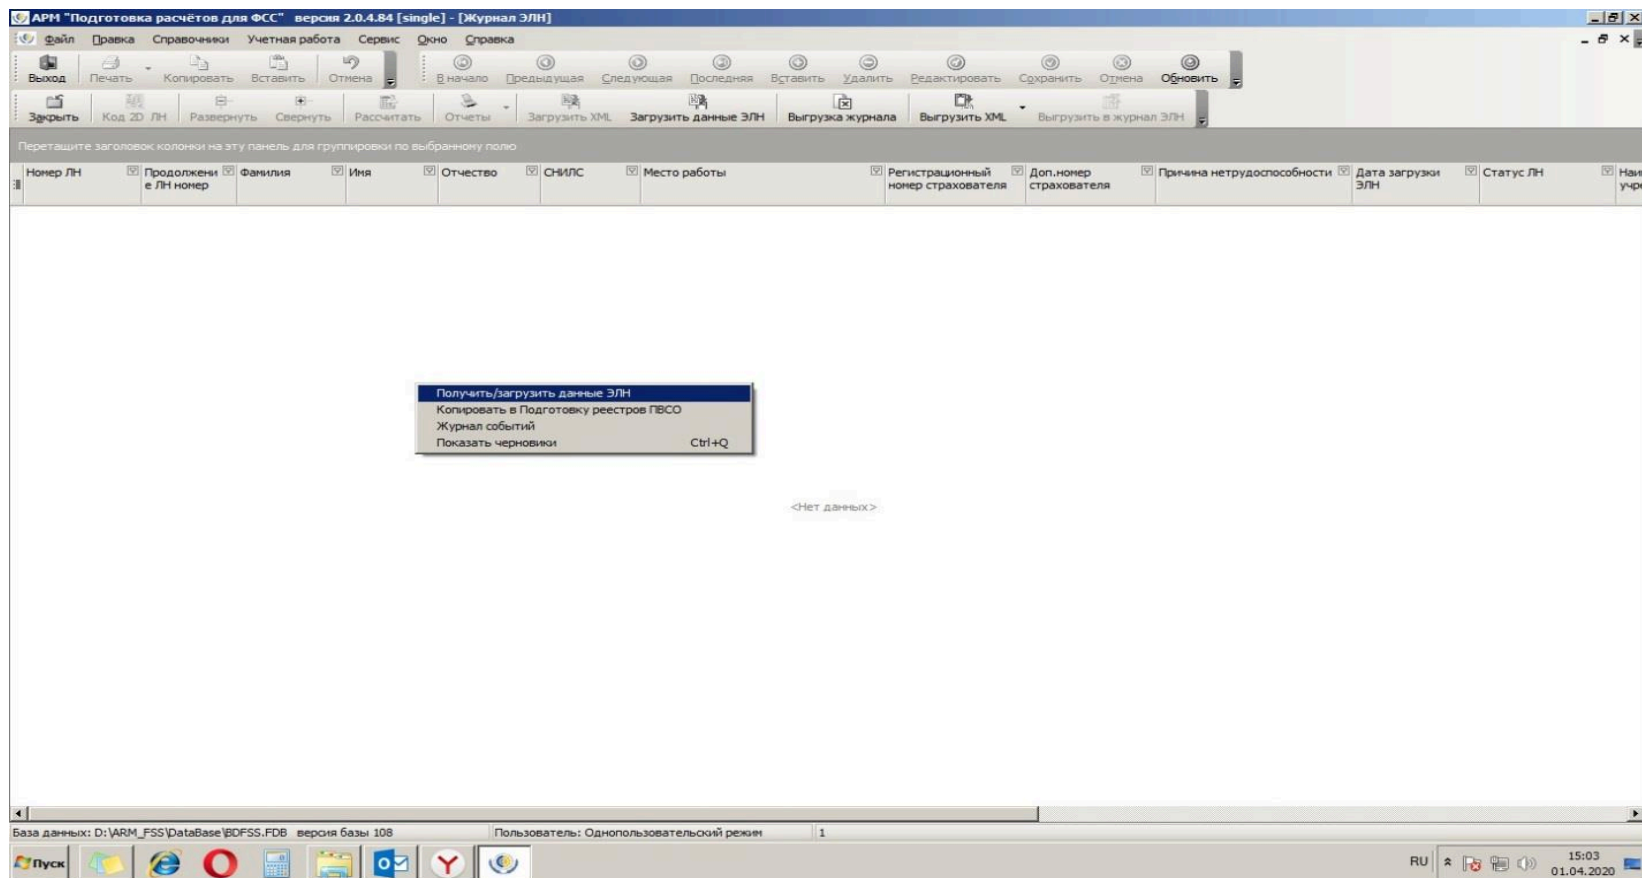 АРМ "Подготовка расчётов для ФСС" версия 2.0.4.84 [single] - [Журнал ЭЛН]
Файл Правка Справочники Учетная работа Сервис Окно Справка
Выход Печать Копировать Вставить Отмена В начало Предыдущая Следующая Последняя Вставить Удалить Редактировать Сохранить Отмена Обновить
Закрыть Код 2D ЛН Развернуть Свернуть Рассчитать Отчеты Загрузить XML Загрузить данные ЭЛН Выгрузка журнала Выгрузить XML Выгрузить в журнал ЭЛН
Перетащите заголовок колонки на эту панель для группировки по выбранному полю
Номер ЛН Продолжени Фамилия Имя Отчество СНИЛС Место работы Регистрационный Доп.номер Причина нетрудоспособности Дата загрузки Статус ЛН Наи
е ЛН номер номер страхователя страхователя ЭЛН учр
Получить/загрузить данные ЭЛН
Копировать в Подготовку реестров ПВСО
Журнал событий
Показать черновики Ctrl+Q
<Нет данных>
База данных: D:\ARM_FSS\DataBase\BDFSS.FDB версия базы 108 Пользователь: Однопользовательский режим 1
Пуск RU 15:03
01.04.2020